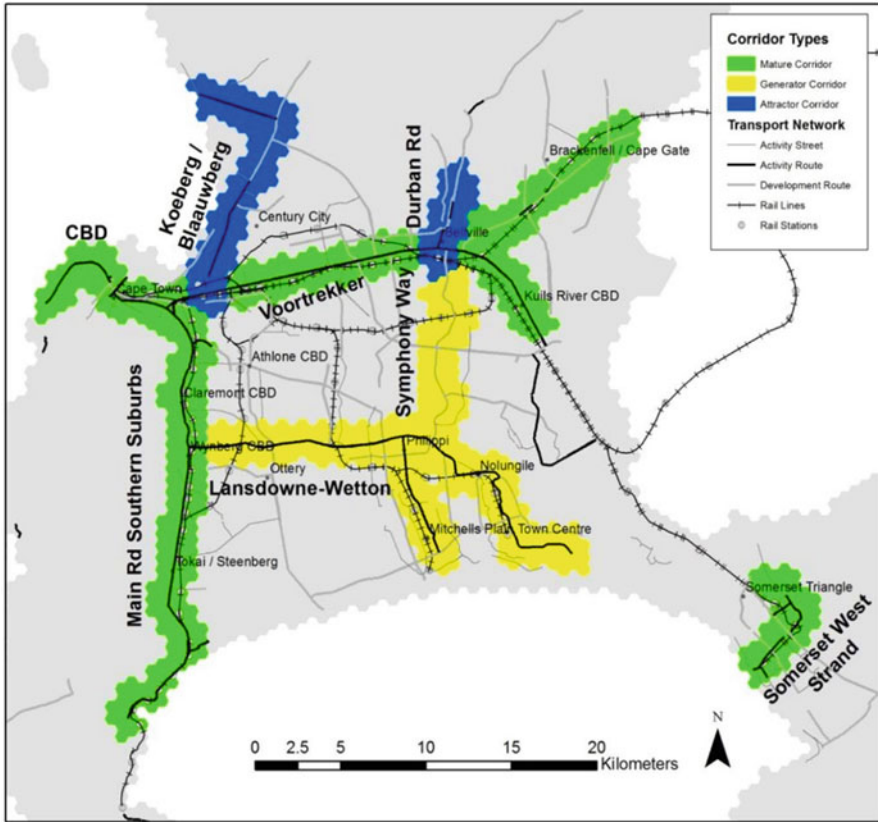 Corridor Types
Mature Corridor
Generator Corridor
Attractor Corridor
Transport Network
Activity Street
Activity Route
Development Route
Rail Lines
Rail Stations
Koeberg /
Blaauwberg
Durban Rd
Brackenfell / Cape Gate
Century City
CBD
Bellville
Cape Town
Voortrekker
Kuils River CBD
Symphony Way
Athlone CBD
Claremont CBD
Main Rd Southern Suburbs
Wynberg CBD
Philippi
Ottery
Nolungile
Lansdowne-Wetton
Mitchells Plain Town Centre
Tokai / Steenberg
Somerset Triangle
Somerset West
Strand
N
0 2.5 5 10 15 20
Kilometers